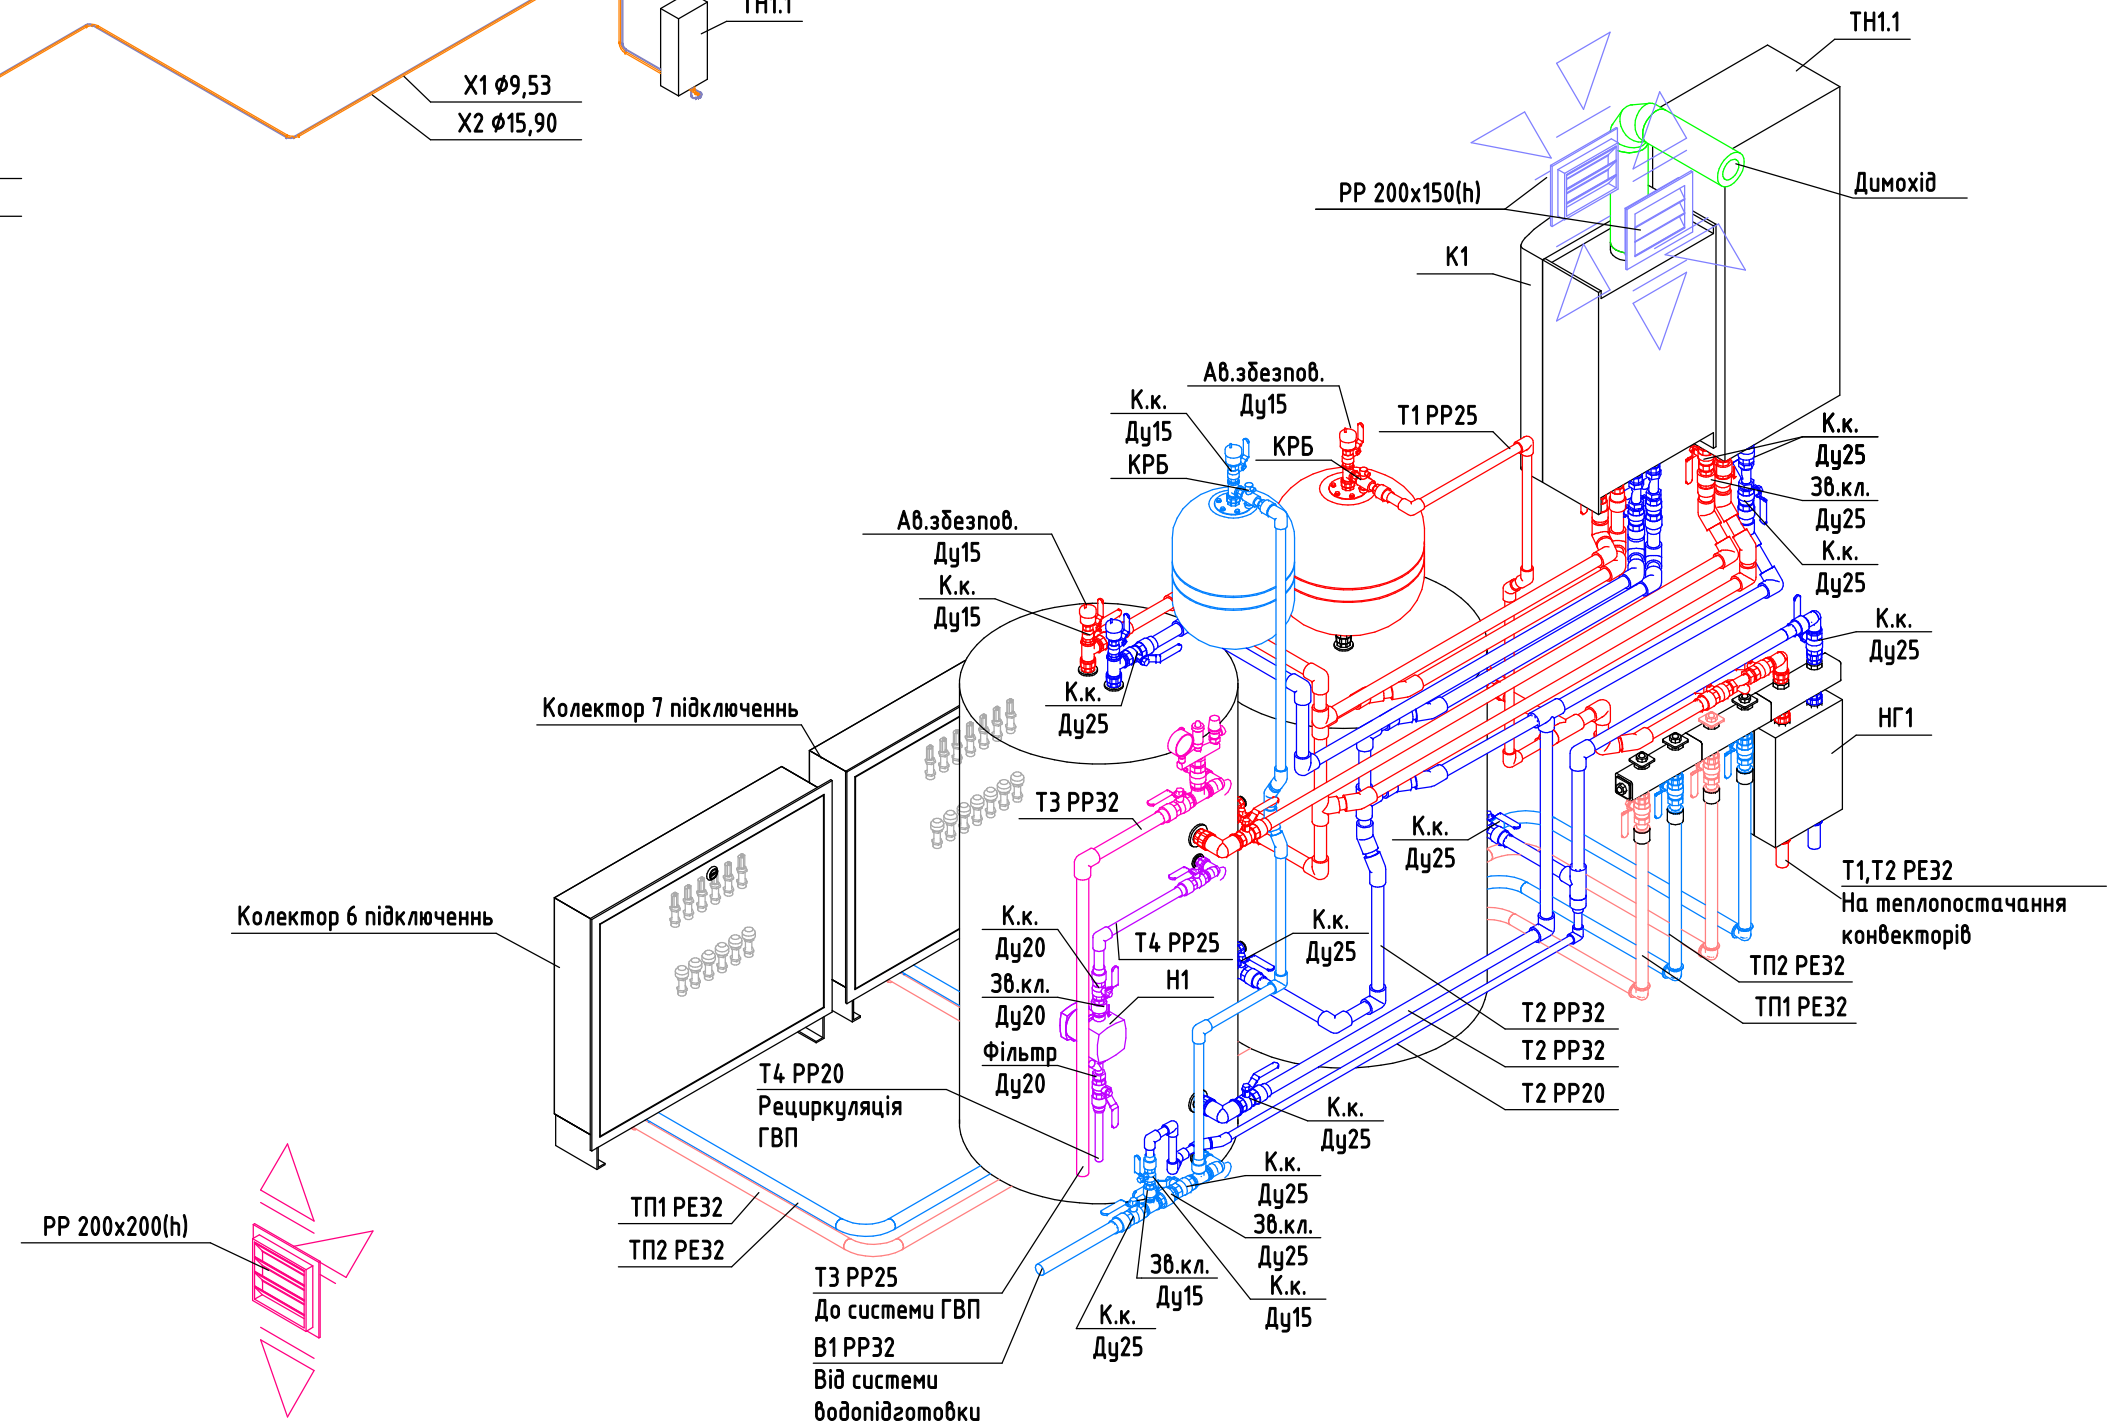 ТН1.1
ТН1.1
X1 Ф9,53
X2 Ф15,90
РР 200х150(h)
Димохід
К1
Ав.збезпов.
Ду15
К.к.
Ду15
КРБ
КРБ
Т1 РР25
К.к.
Ду25
Зв.кл.
Ду25
К.к.
Ду25
Ав.збезпов.
Ду15
К.к.
Ду15
К.к.
Ду25
К.к.
Ду25
Колектор 7 підключеннь
НГ1
Т3 РР32
К.к.
Ду25
Т1,Т2 РЕ32
На теплопостачання
конвекторів
Колектор 6 підключеннь
К.к.
Ду20
Т4 РР25
К.к.
Ду25
Зв.кл.
Ду20
Н1
ТП2 РЕ32
ТП1 РЕ32
Фільтр
Ду20
Т2 РР32
Т2 РР32
Т2 РР20
Т4 РР20
Рециркуляція
ГВП
К.к.
Ду25
К.к.
Ду25
Зв.кл.
Ду25
ТП1 РЕ32
ТП2 РЕ32
РР 200х200(h)
Зв.кл.
Ду15
К.к.
Ду15
Т3 РР25
До системи ГВП
К.к.
Ду25
В1 РР32
Від системи
водопідготовки